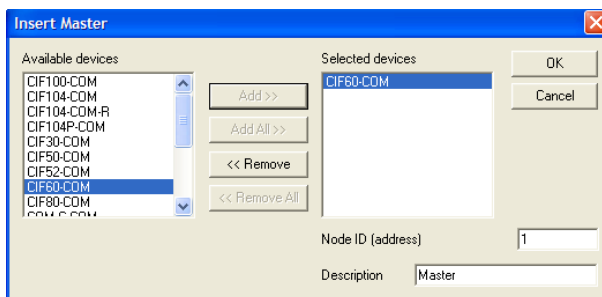 Insert Master
Available devices
CIF100-COM
CIF104-COM
CIF104-COM-R
CIF104P-COM
CIF30-COM
CIF50-COM
CIF52-COM
CIF60-COM
CIF80-COM
Add >>
Add All >>
<< Remove
<< Remove All
Selected devices
CIF60-COM
OK
Cancel
Node ID (address)
1
Description
Master